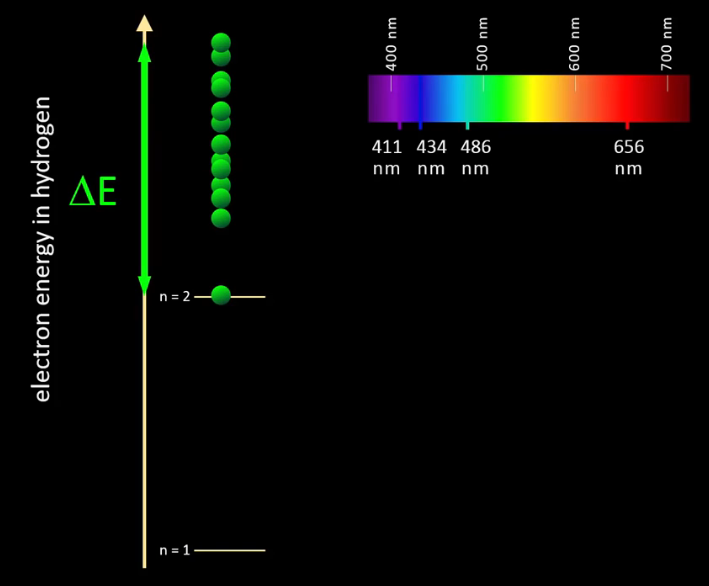 electron energy in hydrogen
ΔE
n = 2
n = 1
400 nm
500 nm
600 nm
700 nm
411
nm
434
nm
486
nm
656
nm